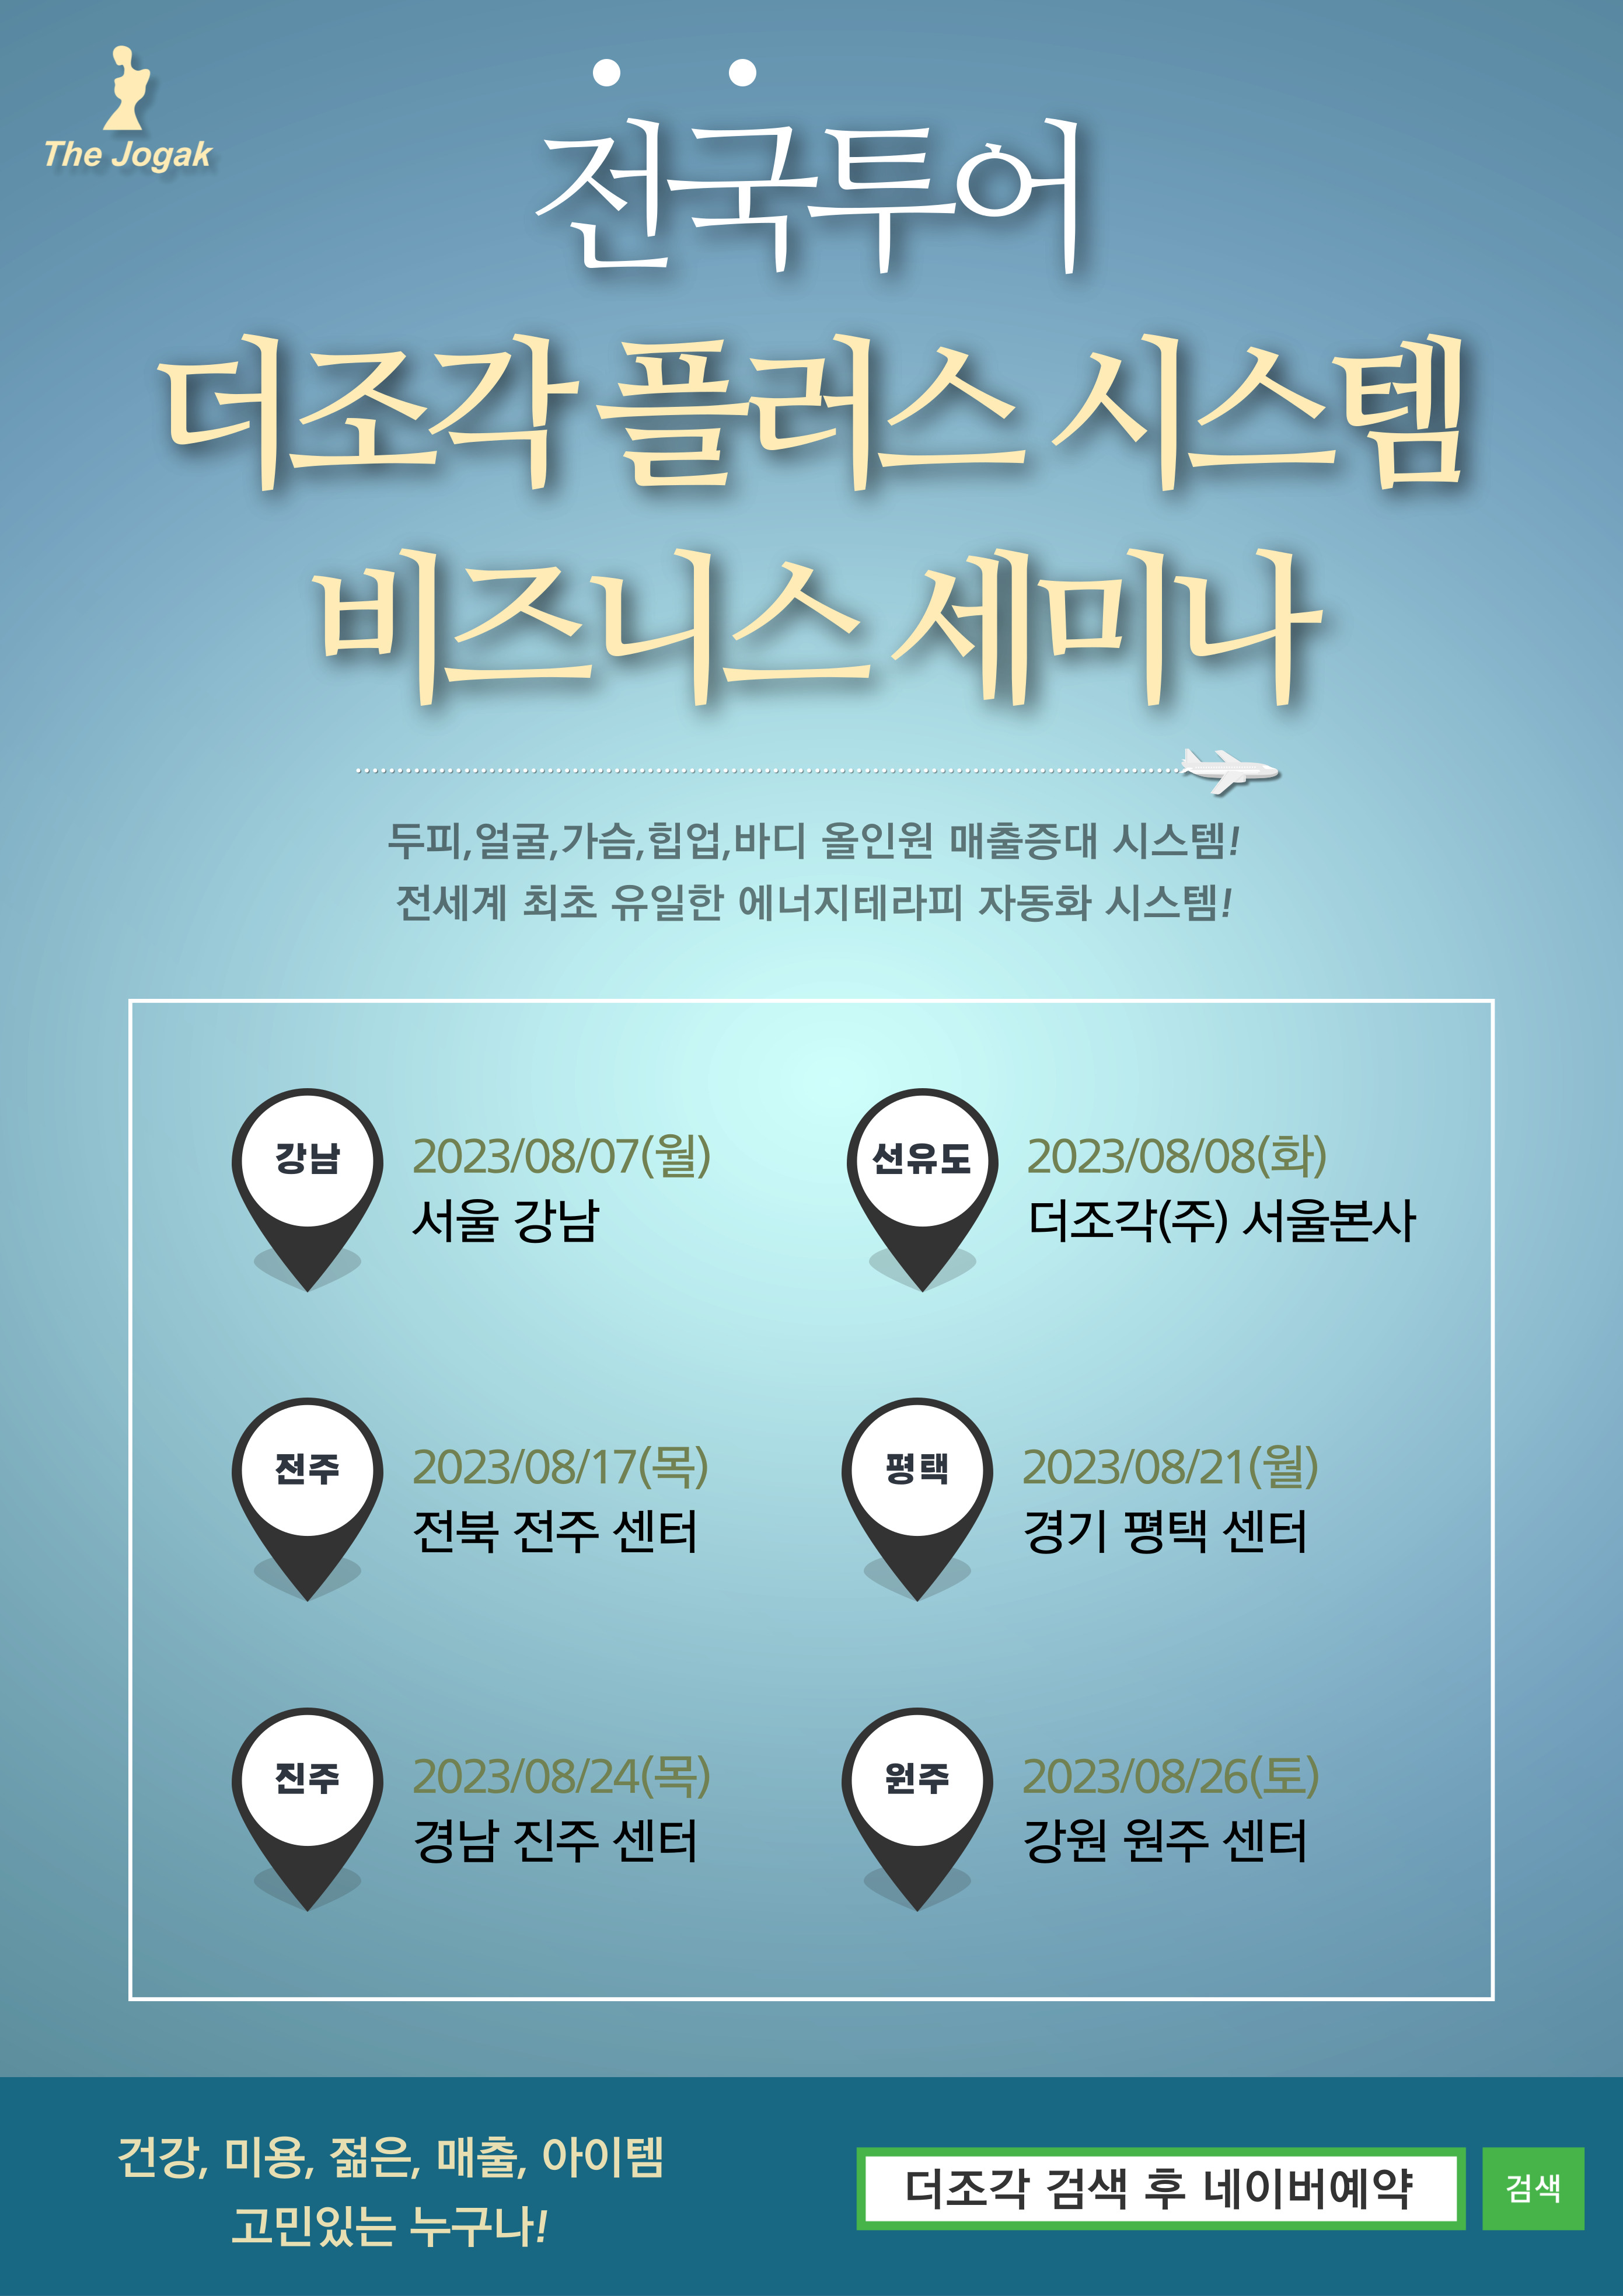 The Jogak
전국투어
더조각 플러스 시스템
비즈니스 세미나
두피,얼굴,가슴,힙업,바디 올인원 매출증대 시스템!
전세계 최초 유일한 에너지테라피 자동화 시스템!
강남
2023/08/07(월)
서울 강남
선유도
2023/08/08(화)
더조각(주) 서울본사
전주
2023/08/17(목)
전북 전주 센터
평택
2023/08/21(월)
경기 평택 센터
진주
2023/08/24(목)
경남 진주 센터
원주
2023/08/26(토)
강원 원주 센터
건강, 미용, 젊은, 매출, 아이템
고민있는 누구나!
더조각 검색 후 네이버예약
검색